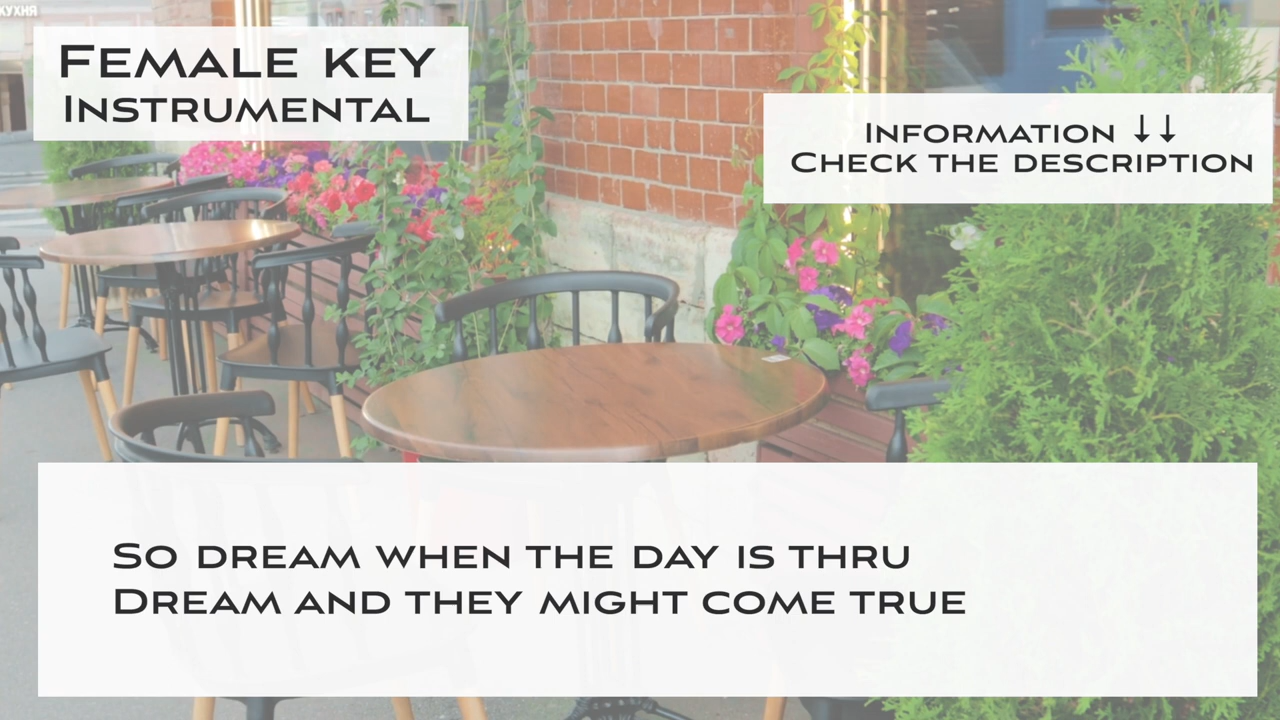 КУХНЯ
Female key
Instrumental
Information ↓↓
Check the description
So dream when the day is thru
Dream and they might come true